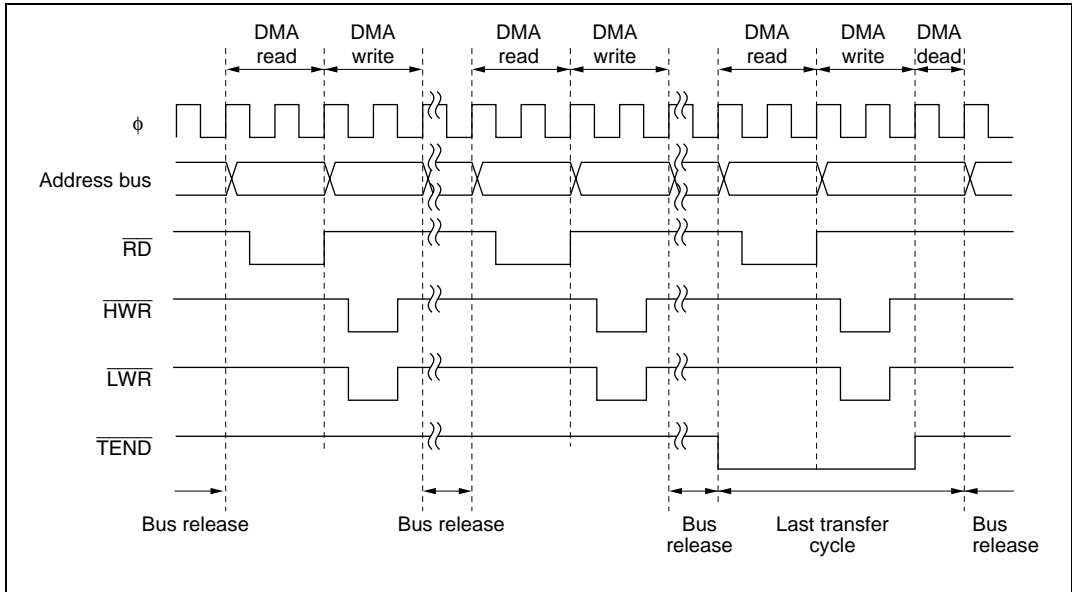 DMA read
DMA write
DMA read
DMA write
DMA read
DMA write
DMA dead
φ
Address bus
RD
HWR
LWR
TEND
Bus release
Bus release
Bus release
Last transfer cycle
Bus release